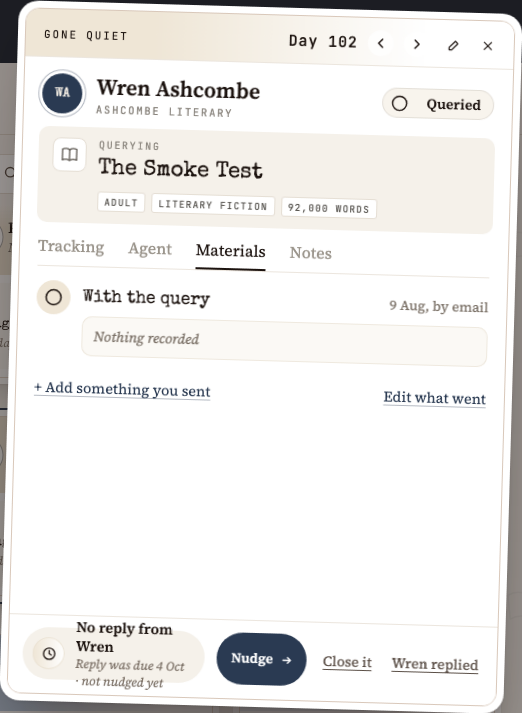 GONE QUIET
Day 102
WA
Wren Ashcombe
ASHCOMBE LITERARY
Queried
QUERYING
The Smoke Test
ADULT
LITERARY FICTION
92,000 WORDS
Tracking Agent Materials Notes
With the query
9 Aug, by email
Nothing recorded
+ Add something you sent
Edit what went
No reply from
Wren
Reply was due 4 Oct
· not nudged yet
Nudge →
Close it
Wren replied